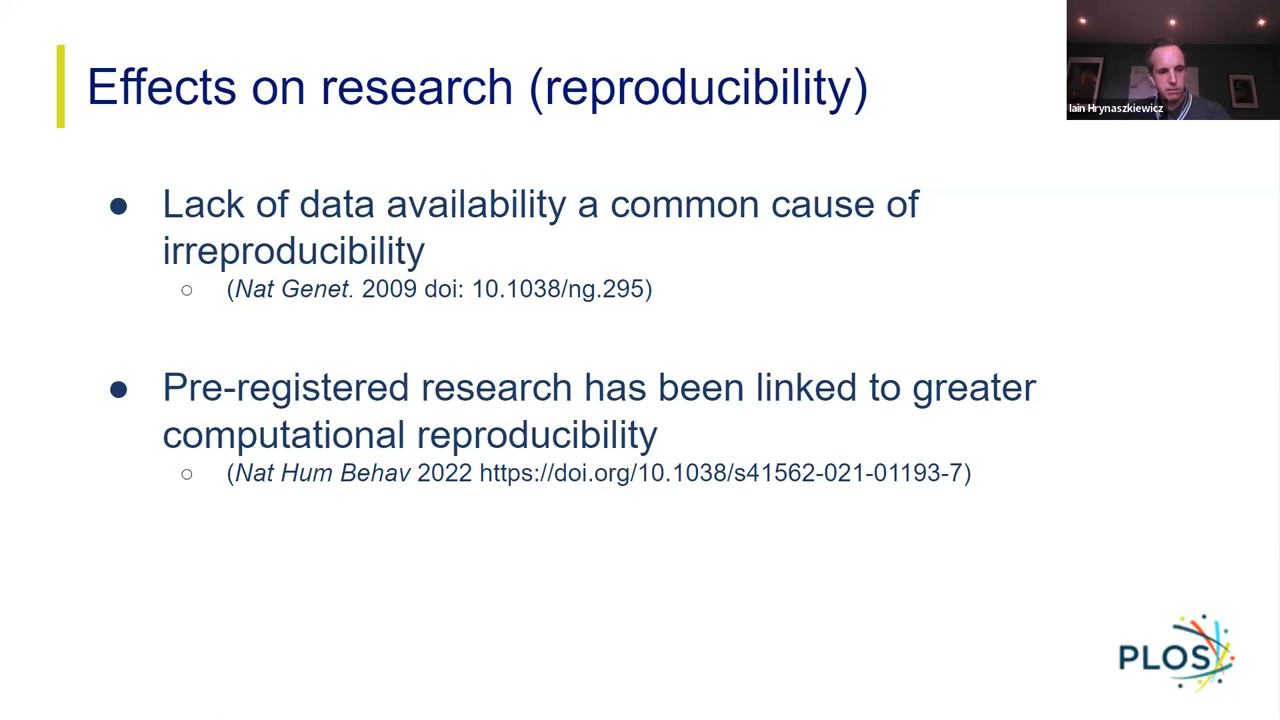 Effects on research (reproducibility)
Iain Hrynaszkiewicz
● Lack of data availability a common cause of
irreproducibility
○ (Nat Genet. 2009 doi: 10.1038/ng.295)
● Pre-registered research has been linked to greater
computational reproducibility
○ (Nat Hum Behav 2022 https://doi.org/10.1038/s41562-021-01193-7)
PLOS